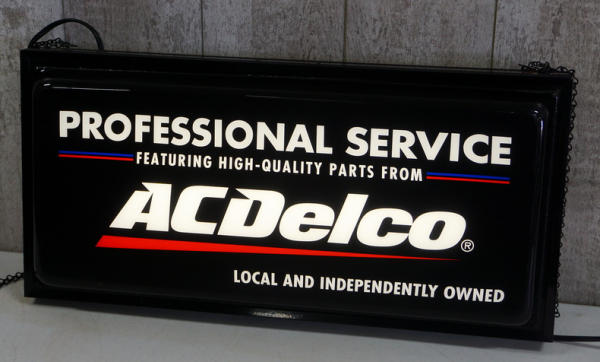 PROFESSIONAL SERVICE
FEATURING HIGH-QUALITY PARTS FROM
ACDelco®
LOCAL AND INDEPENDENTLY OWNED